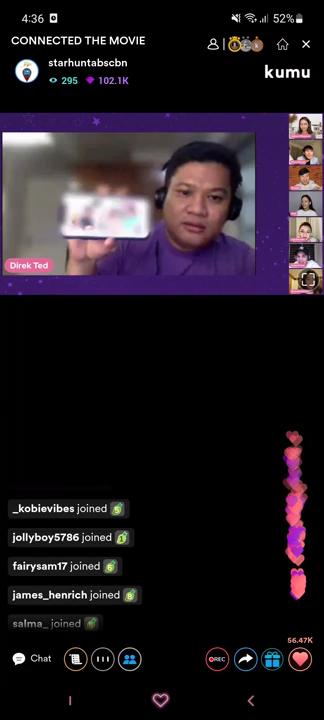 4:36
52%
CONNECTED THE MOVIE
starhuntabscbn
295
102.1K
kumu
Direk Ted
_kobievibes joined
jollyboy5786 joined
fairysam17 joined
james_henrich joined
salma_ joined
56.47K
Chat
REC